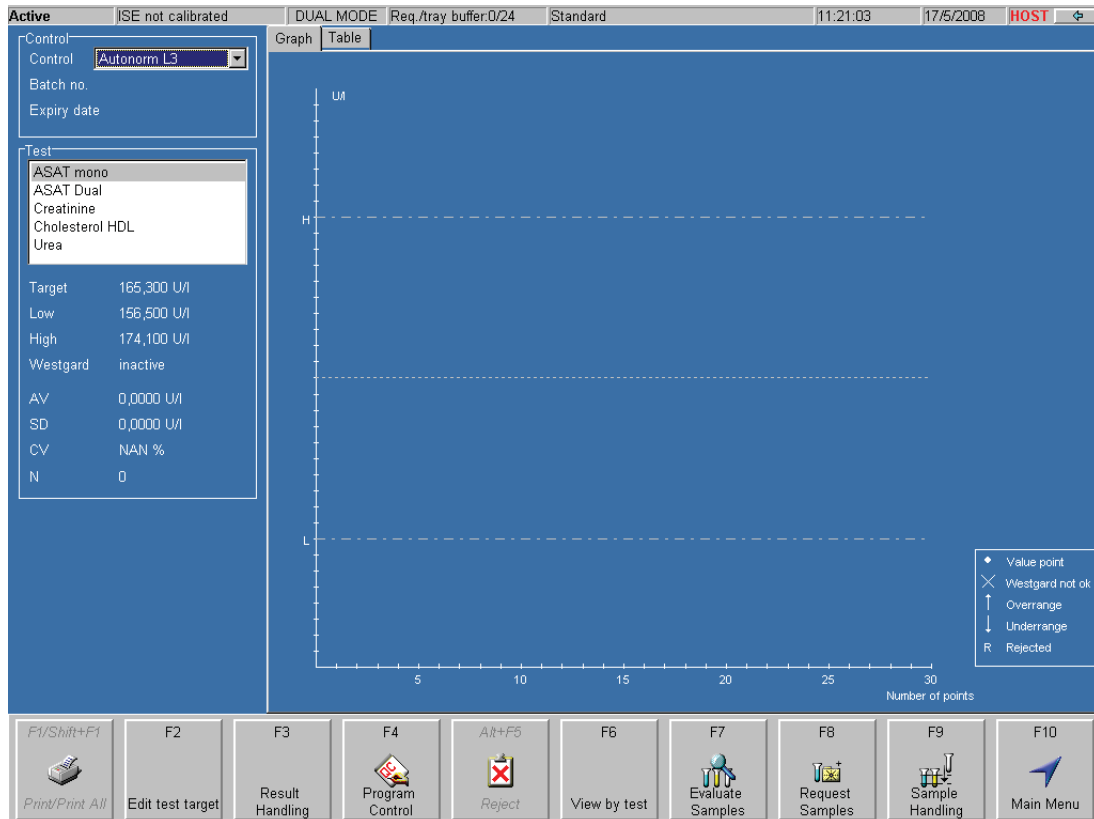 Active ISE not calibrated DUAL MODE Req./tray buffer:0/24 Standard 11:21:03 17/5/2008 HOST
Control
Control Autonorm L3
Batch no.
Expiry date
Test
ASAT mono
ASAT Dual
Creatinine
Cholesterol HDL
Urea
Target 165,300 U/l
Low 156,500 U/l
High 174,100 U/l
Westgard inactive
AV 0,0000 U/l
SD 0,0000 U/l
CV NAN %
N 0
Graph Table
U/l
H
L
5 10 15 20 25 30
Number of points
Value point
Westgard not ok
Overrange
Underrange
R Rejected
F1/Shift+F1 F2 F3 F4 Alt+F5 F6 F7 F8 F9 F10
QC
Print/Print All Edit test target Result Handling Program Control Reject View by test Evaluate Samples Request Samples Sample Handling Main Menu